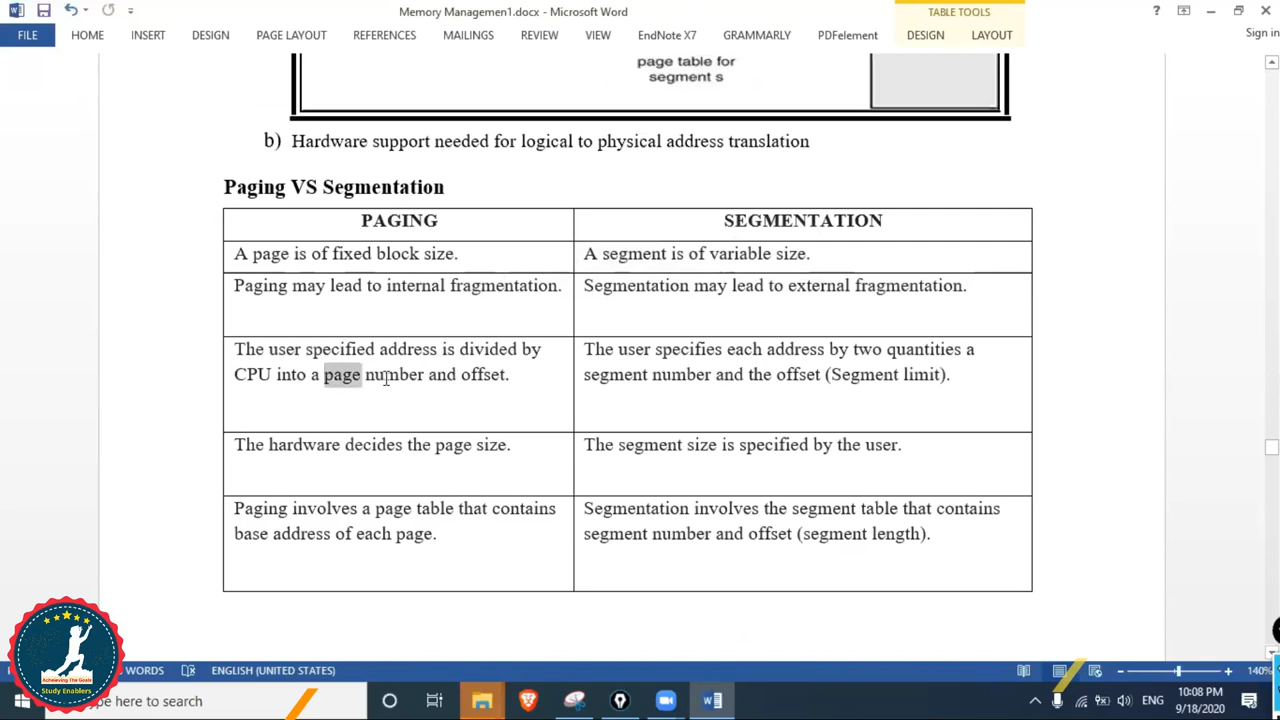 Memory Managemen1.docx - Microsoft Word
TABLE TOOLS
?
FILE
HOME
INSERT
DESIGN
PAGE LAYOUT
REFERENCES
MAILINGS
REVIEW
VIEW
EndNote X7
GRAMMARLY
PDFelement
DESIGN
LAYOUT
Sign in
page table for
segment s
b) Hardware support needed for logical to physical address translation
Paging VS Segmentation
PAGING
SEGMENTATION
A page is of fixed block size.
A segment is of variable size.
Paging may lead to internal fragmentation.
Segmentation may lead to external fragmentation.
The user specified address is divided by
CPU into a page number and offset.
The user specifies each address by two quantities a
segment number and the offset (Segment limit).
The hardware decides the page size.
The segment size is specified by the user.
Paging involves a page table that contains
base address of each page.
Segmentation involves the segment table that contains
segment number and offset (segment length).
WORDS
ENGLISH (UNITED STATES)
140%
Achieving The Goals
Study Enablers
ype here to search
ENG
10:08 PM
9/18/2020